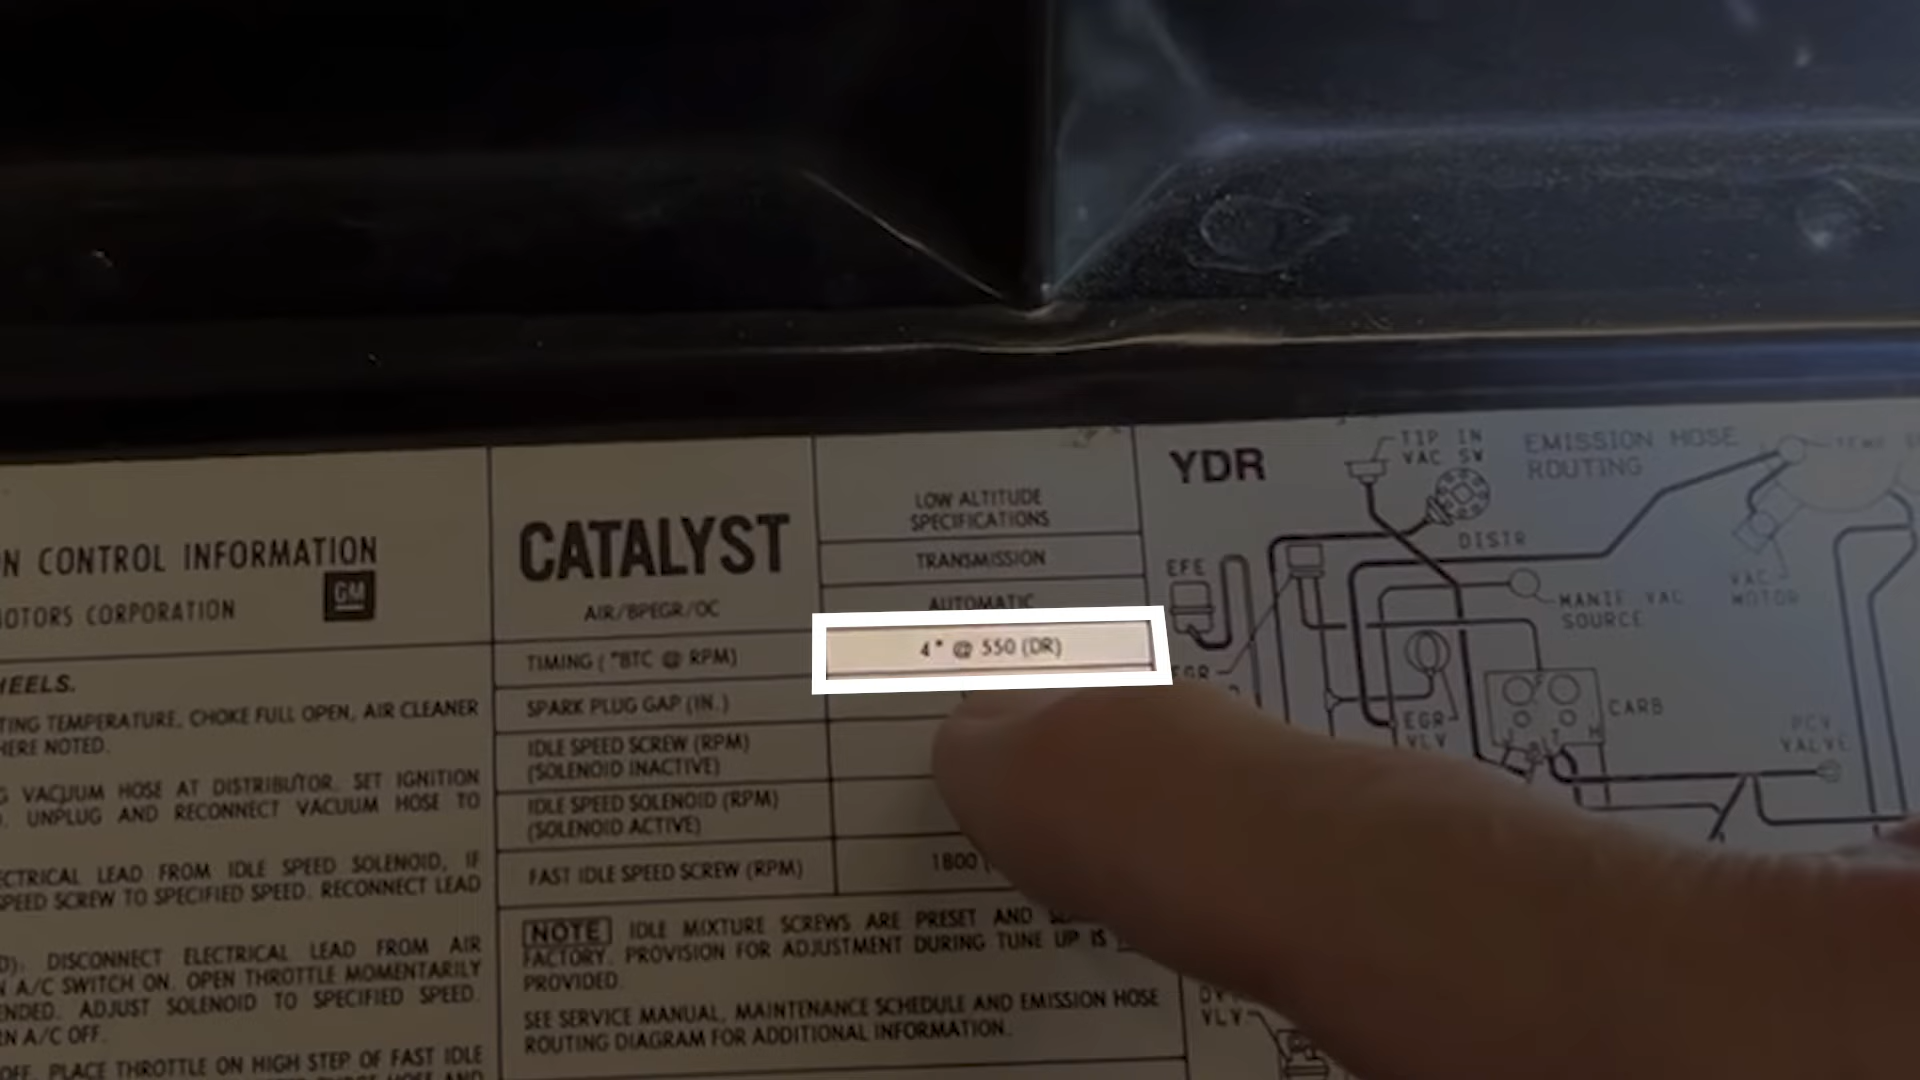 N CONTROL INFORMATION
MOTORS CORPORATION
GM
HEELS.
TING TEMPERATURE, CHOKE FULL OPEN, AIR CLEANER
HERE NOTED.
G VACUUM HOSE AT DISTRIBUTOR. SET IGNITION
. UNPLUG AND RECONNECT VACUUM HOSE TO
ECTRICAL LEAD FROM IDLE SPEED SOLENOID, IF
SPEED SCREW TO SPECIFIED SPEED. RECONNECT LEAD
D). DISCONNECT ELECTRICAL LEAD FROM AIR
N A/C SWITCH ON. OPEN THROTTLE MOMENTARILY
ENDED. ADJUST SOLENOID TO SPECIFIED SPEED.
RN A/C OFF.
OFF, PLACE THROTTLE ON HIGH STEP OF FAST IDLE
CATALYST
AIR/BPEGR/OC
LOW ALTITUDE
SPECIFICATIONS
TRANSMISSION
AUTOMATIC
TIMING (°BTC @ RPM)
4° @ 550 (DR)
SPARK PLUG GAP (IN.)
IDLE SPEED SCREW (RPM)
(SOLENOID INACTIVE)
IDLE SPEED SOLENOID (RPM)
(SOLENOID ACTIVE)
FAST IDLE SPEED SCREW (RPM)
1800 (
NOTE IDLE MIXTURE SCREWS ARE PRESET AND
FACTORY. PROVISION FOR ADJUSTMENT DURING TUNE UP IS
PROVIDED.
SEE SERVICE MANUAL, MAINTENANCE SCHEDULE AND EMISSION HOSE
ROUTING DIAGRAM FOR ADDITIONAL INFORMATION.
YDR
TIP IN
VAC SW
EMISSION HOSE
ROUTING
DISTR
EFE
MANIF VAC
SOURCE
VAC
MOTOR
EGR
EGR
VLV
CARB
PCV
VALVE
VLV